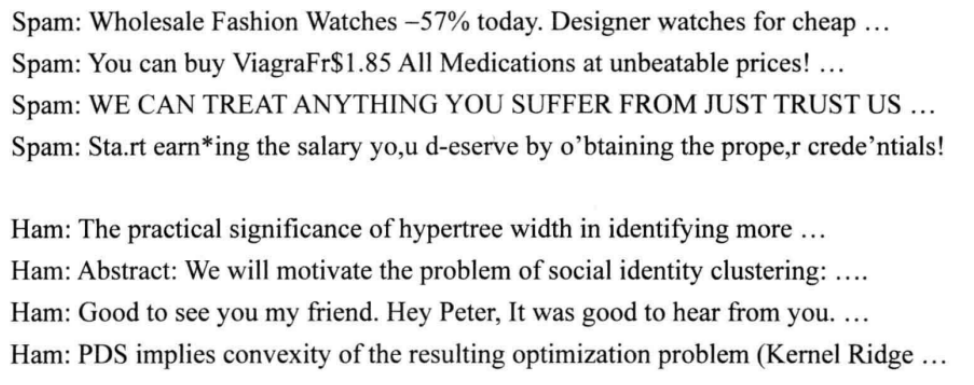 Spam: Wholesale Fashion Watches −57% today. Designer watches for cheap ...
Spam: You can buy ViagraFr$1.85 All Medications at unbeatable prices! ...
Spam: WE CAN TREAT ANYTHING YOU SUFFER FROM JUST TRUST US ...
Spam: Sta.rt earn*ing the salary yo,u d-eserve by o’btaining the prope,r crede’ntials!
Ham: The practical significance of hypertree width in identifying more ...
Ham: Abstract: We will motivate the problem of social identity clustering: ....
Ham: Good to see you my friend. Hey Peter, It was good to hear from you. ...
Ham: PDS implies convexity of the resulting optimization problem (Kernel Ridge ...